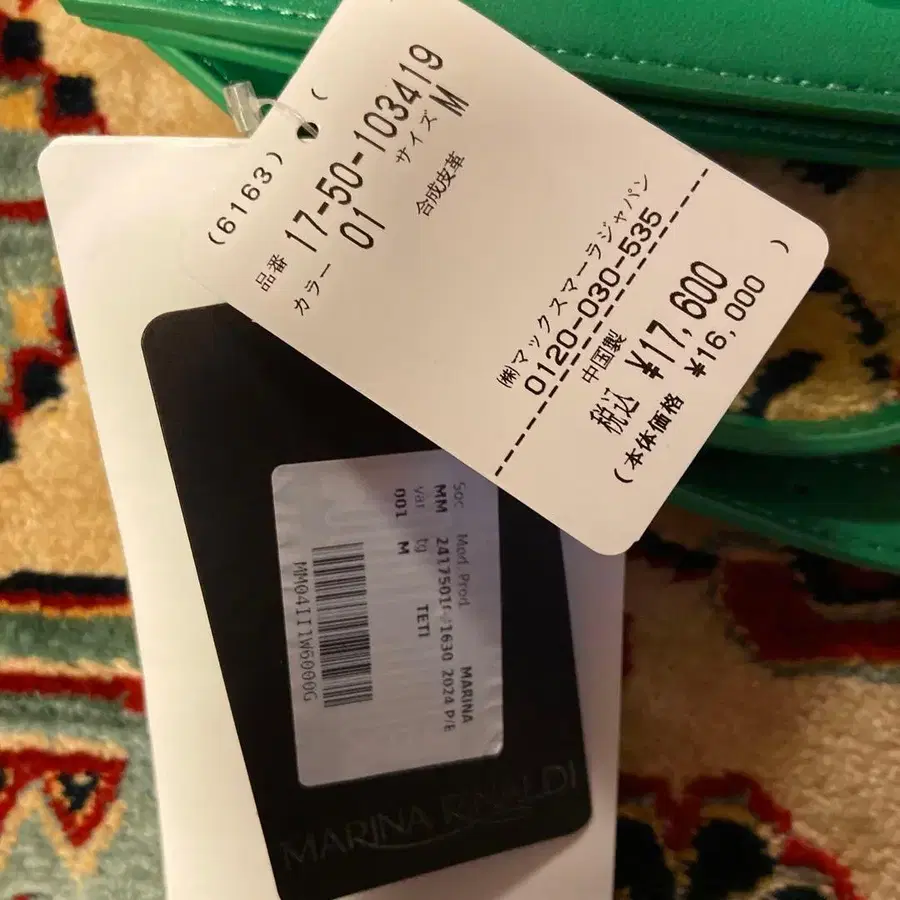 (6163) (
品番 17-50-103419
カラー 01 サイズ M
合成皮革
㈱マックスマーラジャパン
0120-030-535
中国製
税込 ¥17,600
(本体価格 ¥16,000 )
Soc Mod.Prod. MARINA
MM 1630 2024 P/E
Var tg TETI
001 M
MM04III1W6000G
MARINA RINALDI